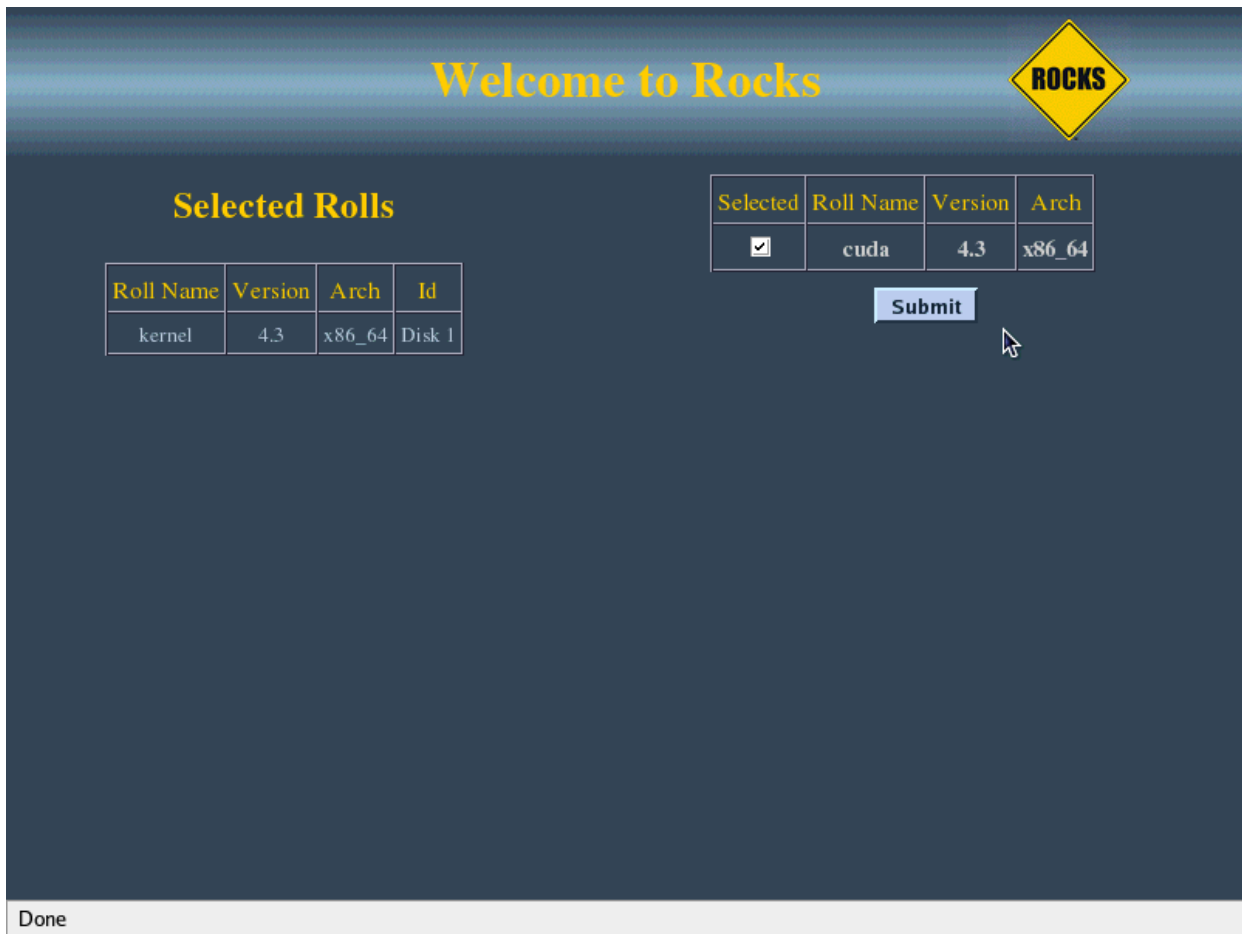 Welcome to Rocks
ROCKS
Selected Rolls
Roll Name Version Arch Id
kernel 4.3 x86_64 Disk 1
Selected Roll Name Version Arch
cuda 4.3 x86_64
Submit
Done